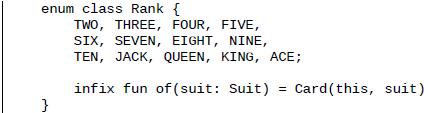 enum class Rank {
    TWO, THREE, FOUR, FIVE,
    SIX, SEVEN, EIGHT, NINE,
    TEN, JACK, QUEEN, KING, ACE;

    infix fun of(suit: Suit) = Card(this, suit)
}